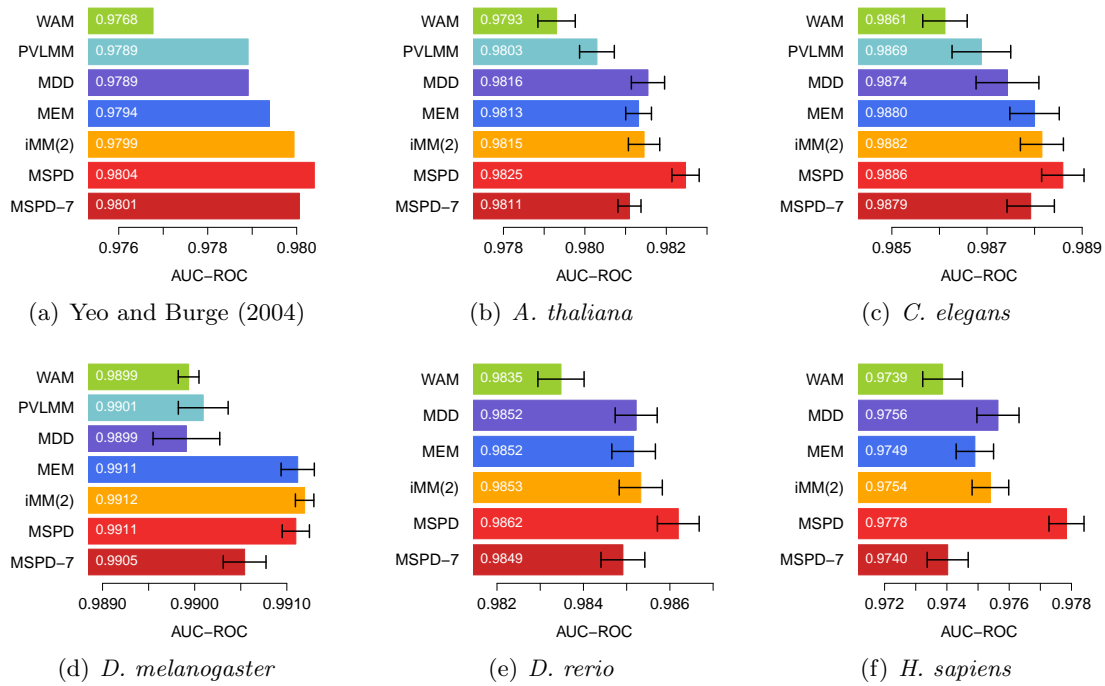 WAM 0.9768
PVLMM 0.9789
MDD 0.9789
MEM 0.9794
iMM(2) 0.9799
MSPD 0.9804
MSPD−7 0.9801
0.976 0.978 0.980
AUC−ROC
(a) Yeo and Burge (2004)
WAM 0.9793
PVLMM 0.9803
MDD 0.9816
MEM 0.9813
iMM(2) 0.9815
MSPD 0.9825
MSPD−7 0.9811
0.978 0.980 0.982
AUC−ROC
(b) A. thaliana
WAM 0.9861
PVLMM 0.9869
MDD 0.9874
MEM 0.9880
iMM(2) 0.9882
MSPD 0.9886
MSPD−7 0.9879
0.985 0.987 0.989
AUC−ROC
(c) C. elegans
WAM 0.9899
PVLMM 0.9901
MDD 0.9899
MEM 0.9911
iMM(2) 0.9912
MSPD 0.9911
MSPD−7 0.9905
0.9890 0.9900 0.9910
AUC−ROC
(d) D. melanogaster
WAM 0.9835
MDD 0.9852
MEM 0.9852
iMM(2) 0.9853
MSPD 0.9862
MSPD−7 0.9849
0.982 0.984 0.986
AUC−ROC
(e) D. rerio
WAM 0.9739
MDD 0.9756
MEM 0.9749
iMM(2) 0.9754
MSPD 0.9778
MSPD−7 0.9740
0.972 0.974 0.976 0.978
AUC−ROC
(f) H. sapiens